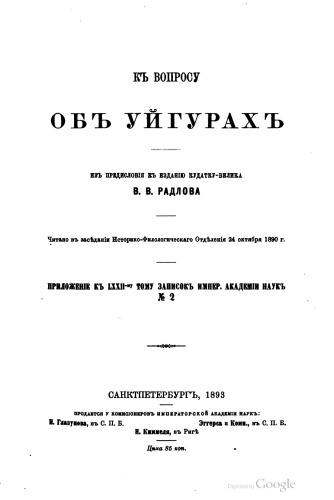 КЪ ВОПРОСУ
ОБЪ УЙГУРАХЪ
ИЗЪ ПРЕДИСЛОВІЯ КЪ ИЗДАНІЮ КУДАТКУ-БИЛИКА
В. В. РАДЛОВА
Читано въ засѣданіи Историко-Филологическаго Отдѣленія 24 октября 1890 г.
ПРИЛОЖЕНІЕ КЪ LXXII-му ТОМУ ЗАПИСОКЪ ИМПЕР. АКАДЕМІИ НАУКЪ
№ 2
САНКТПЕТЕРБУРГЪ, 1893
ПРОДАЕТСЯ У КОМИССІОНЕРОВЪ ИМПЕРАТОРСКОЙ АКАДЕМІИ НАУКЪ:
И. Глазунова, въ С. П. Б. Эггерса и Комп., въ С. П. Б.
Н. Киммеля, въ Ригѣ
Цѣна 85 коп.
Digitized by Google